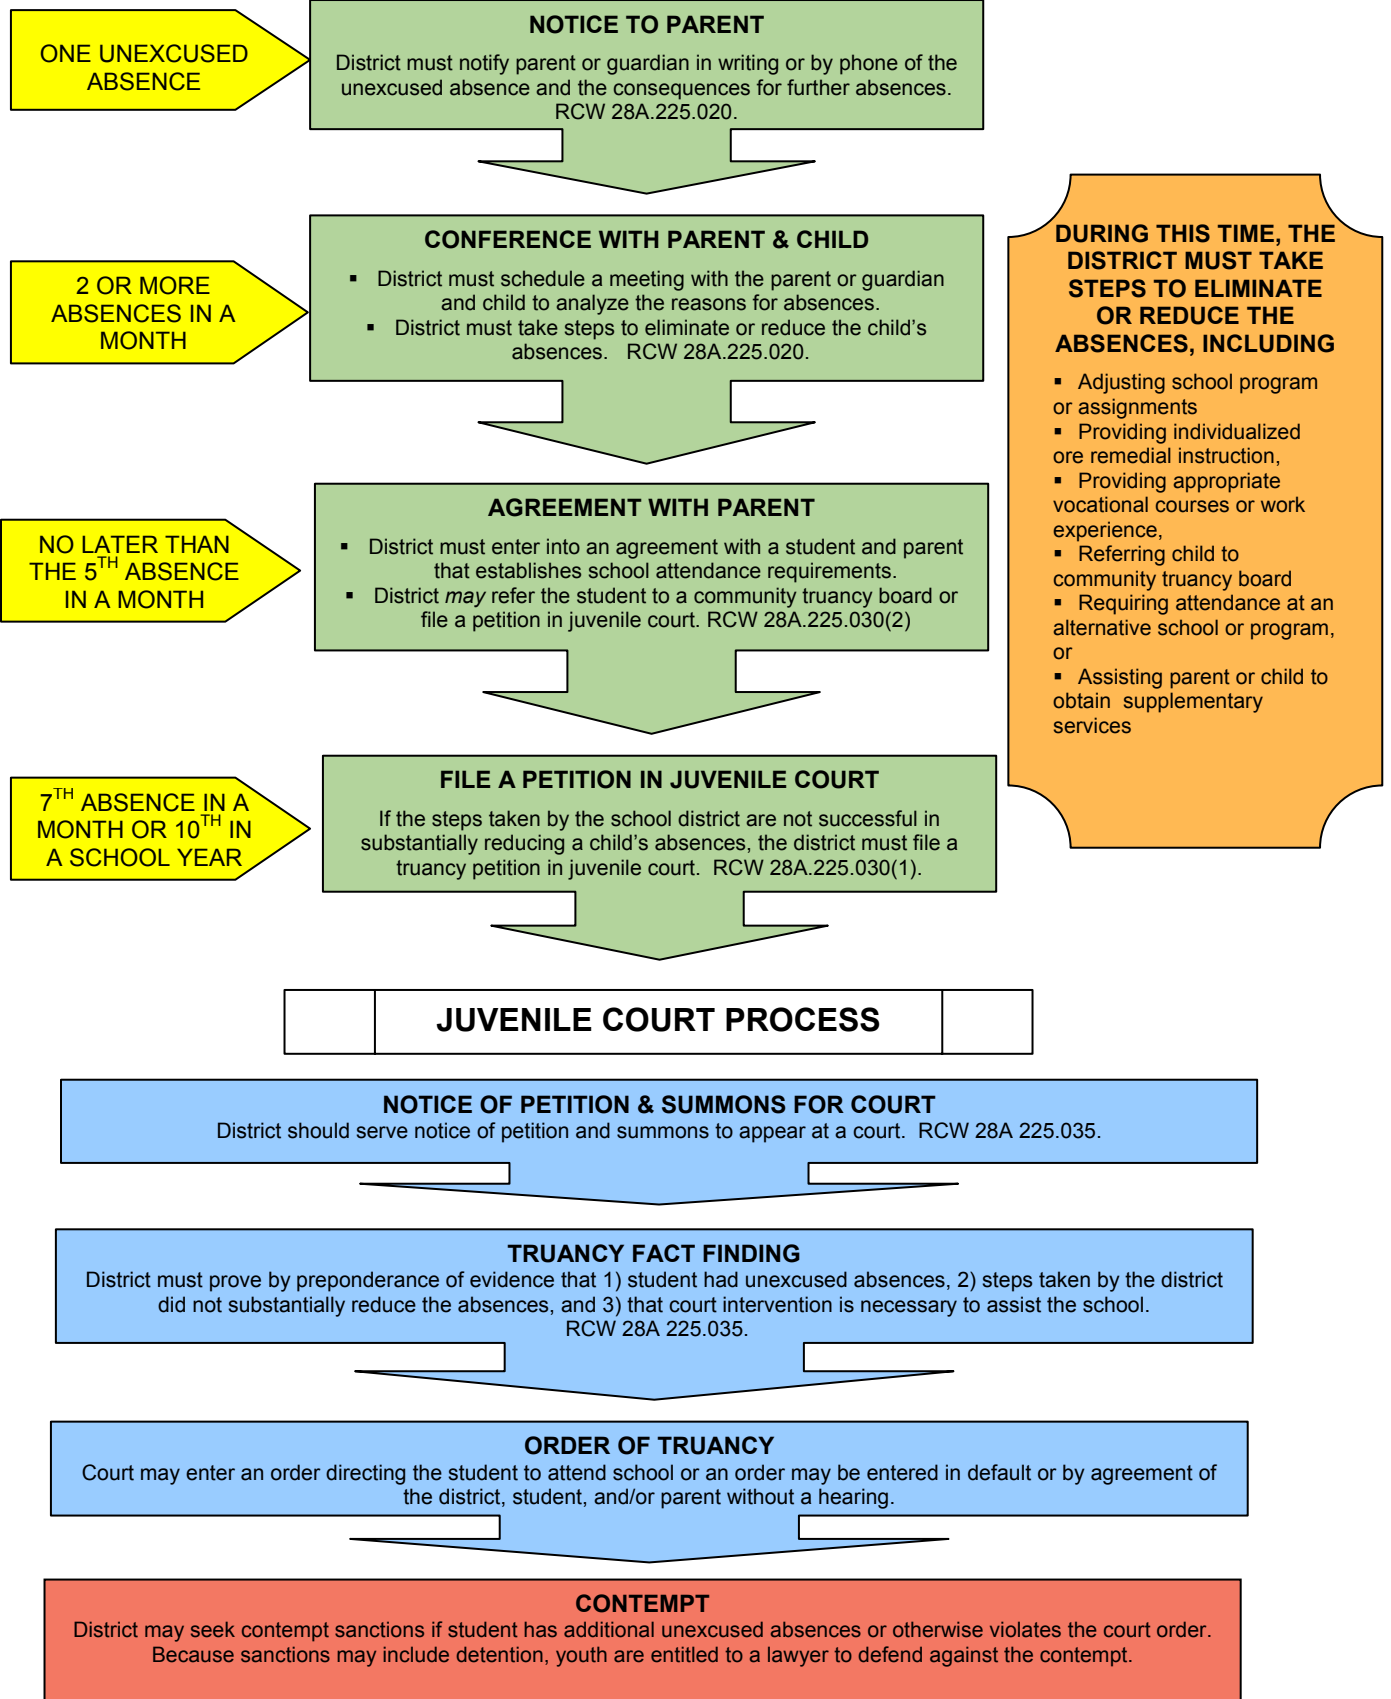 ONE UNEXCUSED
ABSENCE
NOTICE TO PARENT
District must notify parent or guardian in writing or by phone of the
unexcused absence and the consequences for further absences.
RCW 28A.225.020.
2 OR MORE
ABSENCES IN A
MONTH
CONFERENCE WITH PARENT & CHILD
▪ District must schedule a meeting with the parent or guardian
and child to analyze the reasons for absences.
▪ District must take steps to eliminate or reduce the child’s
absences. RCW 28A.225.020.
NO LATER THAN
THE 5TH ABSENCE
IN A MONTH
AGREEMENT WITH PARENT
▪ District must enter into an agreement with a student and parent
that establishes school attendance requirements.
▪ District may refer the student to a community truancy board or
file a petition in juvenile court. RCW 28A.225.030(2)
7TH ABSENCE IN A
MONTH OR 10TH IN
A SCHOOL YEAR
FILE A PETITION IN JUVENILE COURT
If the steps taken by the school district are not successful in
substantially reducing a child’s absences, the district must file a
truancy petition in juvenile court. RCW 28A.225.030(1).
DURING THIS TIME, THE
DISTRICT MUST TAKE
STEPS TO ELIMINATE
OR REDUCE THE
ABSENCES, INCLUDING
▪ Adjusting school program
or assignments
▪ Providing individualized
ore remedial instruction,
▪ Providing appropriate
vocational courses or work
experience,
▪ Referring child to
community truancy board
▪ Requiring attendance at an
alternative school or program,
or
▪ Assisting parent or child to
obtain supplementary
services
JUVENILE COURT PROCESS
NOTICE OF PETITION & SUMMONS FOR COURT
District should serve notice of petition and summons to appear at a court. RCW 28A 225.035.
TRUANCY FACT FINDING
District must prove by preponderance of evidence that 1) student had unexcused absences, 2) steps taken by the district
did not substantially reduce the absences, and 3) that court intervention is necessary to assist the school.
RCW 28A 225.035.
ORDER OF TRUANCY
Court may enter an order directing the student to attend school or an order may be entered in default or by agreement of
the district, student, and/or parent without a hearing.
CONTEMPT
District may seek contempt sanctions if student has additional unexcused absences or otherwise violates the court order.
Because sanctions may include detention, youth are entitled to a lawyer to defend against the contempt.